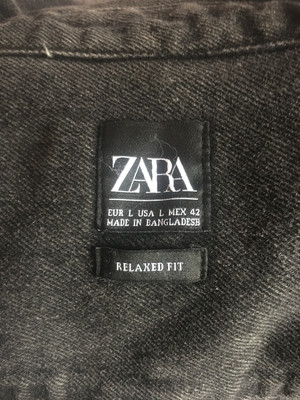 ZARA
EUR L USA L MEX 42
MADE IN BANGLADESH
RELAXED FIT